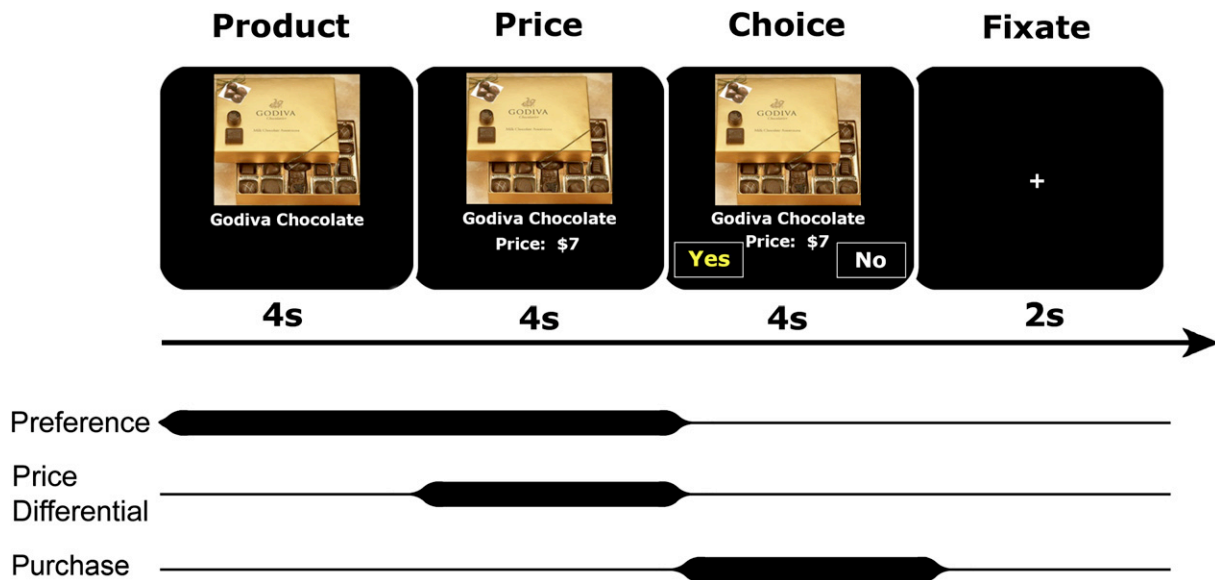 Product Price Choice Fixate
GODIVA
Godiva Chocolate
GODIVA
Godiva Chocolate
Price: $7
GODIVA
Godiva Chocolate
Price: $7
Yes No
+
4s 4s 4s 2s
Preference
Price
Differential
Purchase